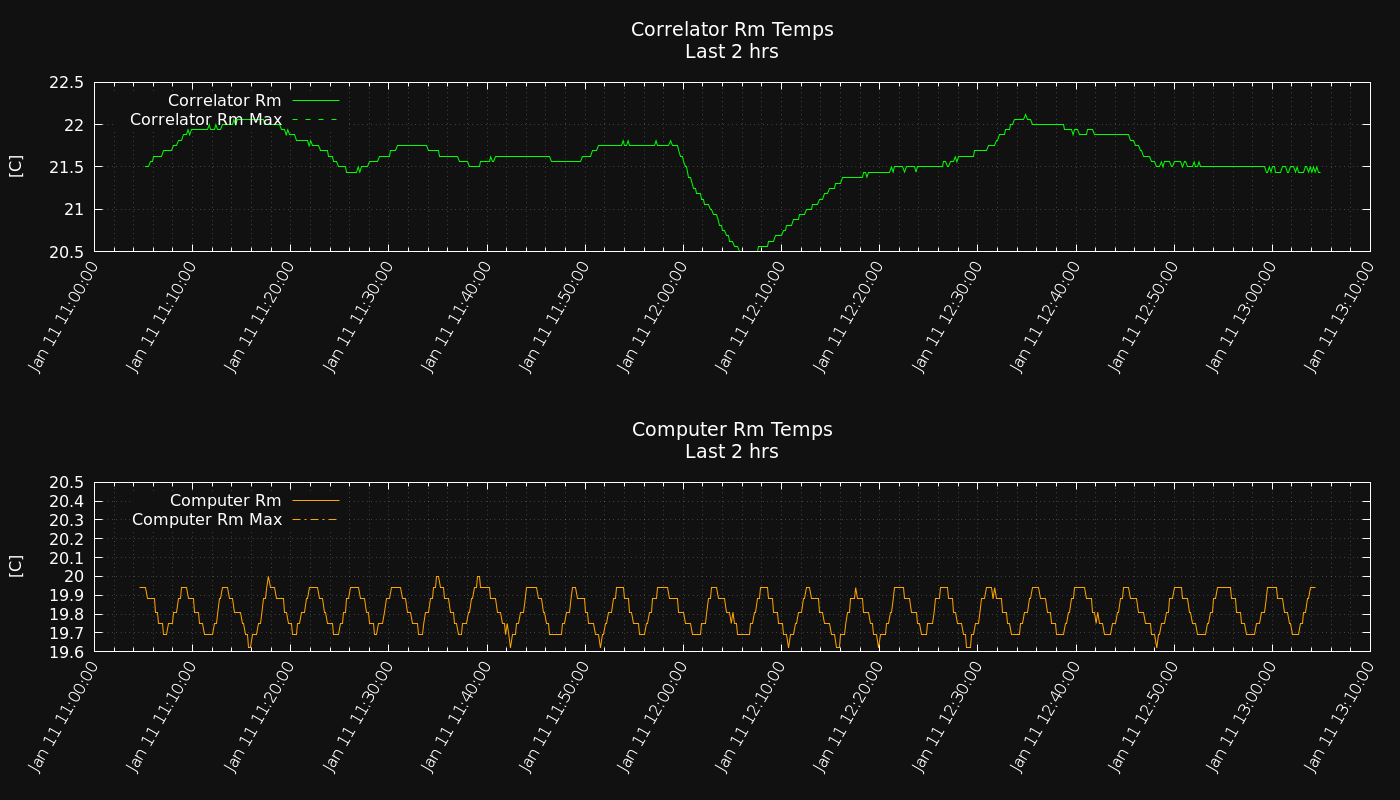 Correlator Rm Temps
Last 2 hrs
22.5
22
21.5
21
20.5
[C]
Correlator Rm
Correlator Rm Max
Jan 11 11:00:00
Jan 11 11:10:00
Jan 11 11:20:00
Jan 11 11:30:00
Jan 11 11:40:00
Jan 11 11:50:00
Jan 11 12:00:00
Jan 11 12:10:00
Jan 11 12:20:00
Jan 11 12:30:00
Jan 11 12:40:00
Jan 11 12:50:00
Jan 11 13:00:00
Jan 11 13:10:00
Computer Rm Temps
Last 2 hrs
20.5
20.4
20.3
20.2
20.1
20
19.9
19.8
19.7
19.6
[C]
Computer Rm
Computer Rm Max
Jan 11 11:00:00
Jan 11 11:10:00
Jan 11 11:20:00
Jan 11 11:30:00
Jan 11 11:40:00
Jan 11 11:50:00
Jan 11 12:00:00
Jan 11 12:10:00
Jan 11 12:20:00
Jan 11 12:30:00
Jan 11 12:40:00
Jan 11 12:50:00
Jan 11 13:00:00
Jan 11 13:10:00